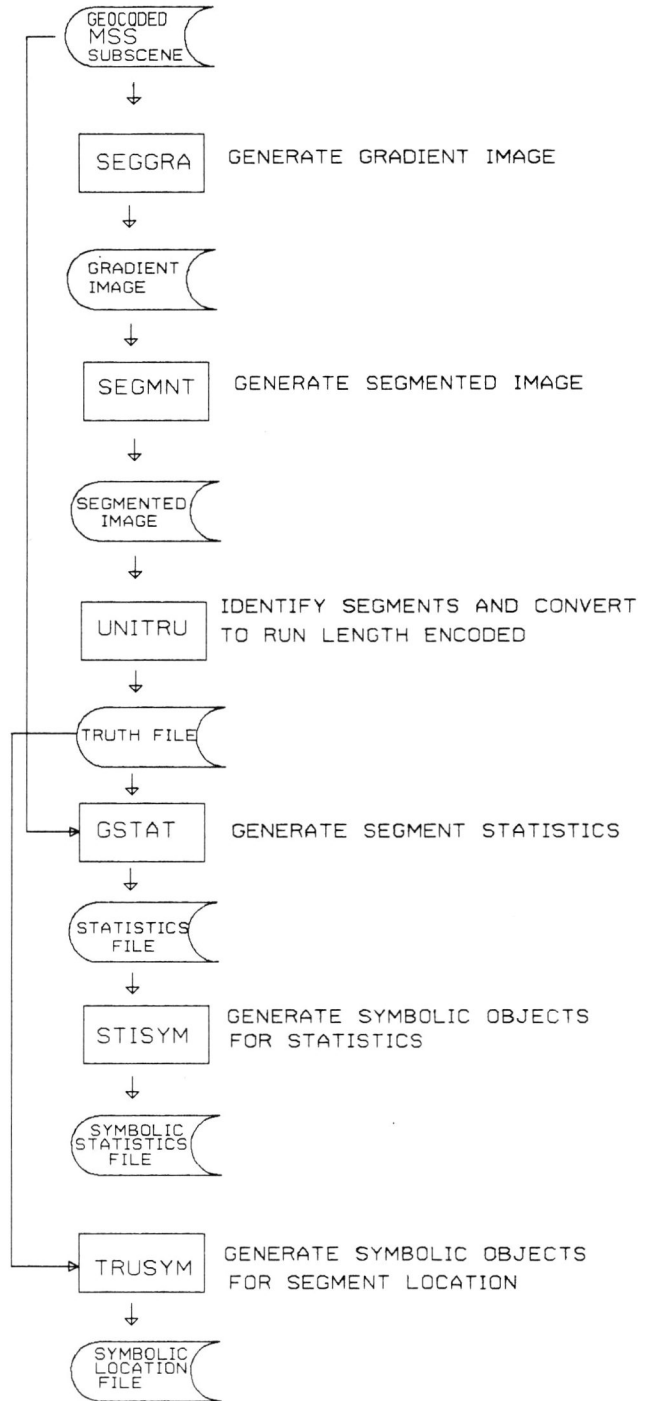 GEOCODED
MSS
SUBSCENE
SEGGRA
GENERATE GRADIENT IMAGE
GRADIENT
IMAGE
SEGMNT
GENERATE SEGMENTED IMAGE
SEGMENTED
IMAGE
UNITRU
IDENTIFY SEGMENTS AND CONVERT
TO RUN LENGTH ENCODED
TRUTH FILE
GSTAT
GENERATE SEGMENT STATISTICS
STATISTICS
FILE
STISYM
GENERATE SYMBOLIC OBJECTS
FOR STATISTICS
SYMBOLIC
STATISTICS
FILE
TRUSYM
GENERATE SYMBOLIC OBJECTS
FOR SEGMENT LOCATION
SYMBOLIC
LOCATION
FILE